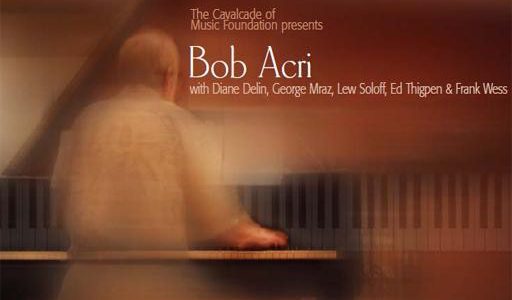 The Cavalcade of
Music Foundation presents
Bob Acri
with Diane Delin, George Mraz, Lew Soloff, Ed Thigpen & Frank Wess